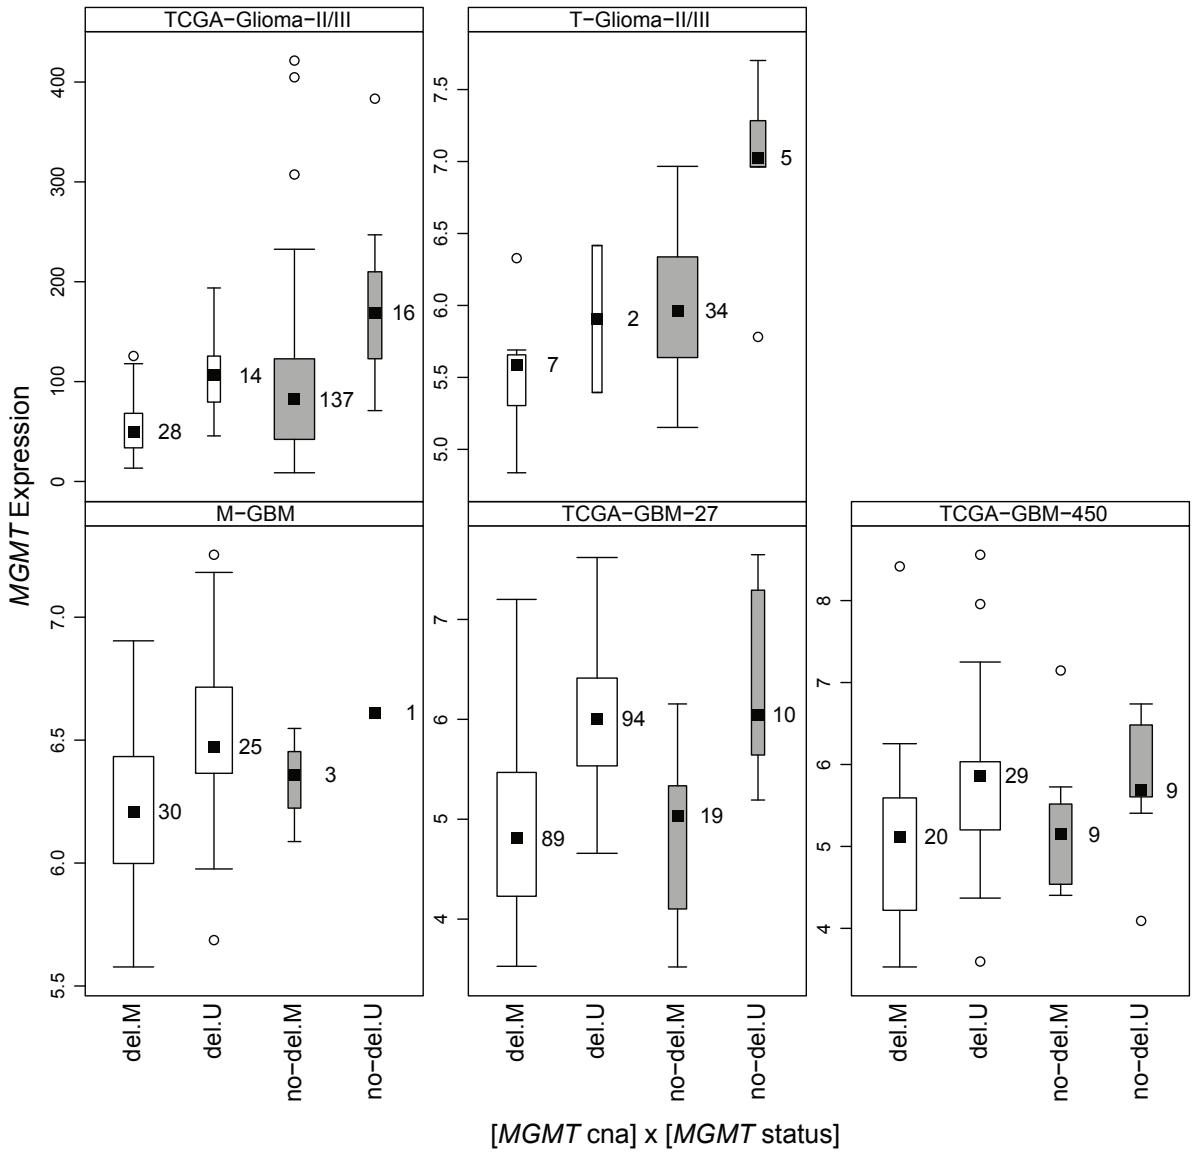 TCGA−Glioma−II/III
T−Glioma−II/III
MGMT Expression
0
100
200
300
400
28
14
137
16
5.0
5.5
6.0
6.5
7.0
7.5
7
2
34
5
M−GBM
TCGA−GBM−27
TCGA−GBM−450
5.5
6.0
6.5
7.0
30
25
3
1
4
5
6
7
89
94
19
10
4
5
6
7
8
20
29
9
9
del.M
del.U
no−del.M
no−del.U
del.M
del.U
no−del.M
no−del.U
del.M
del.U
no−del.M
no−del.U
[MGMT cna] x [MGMT status]